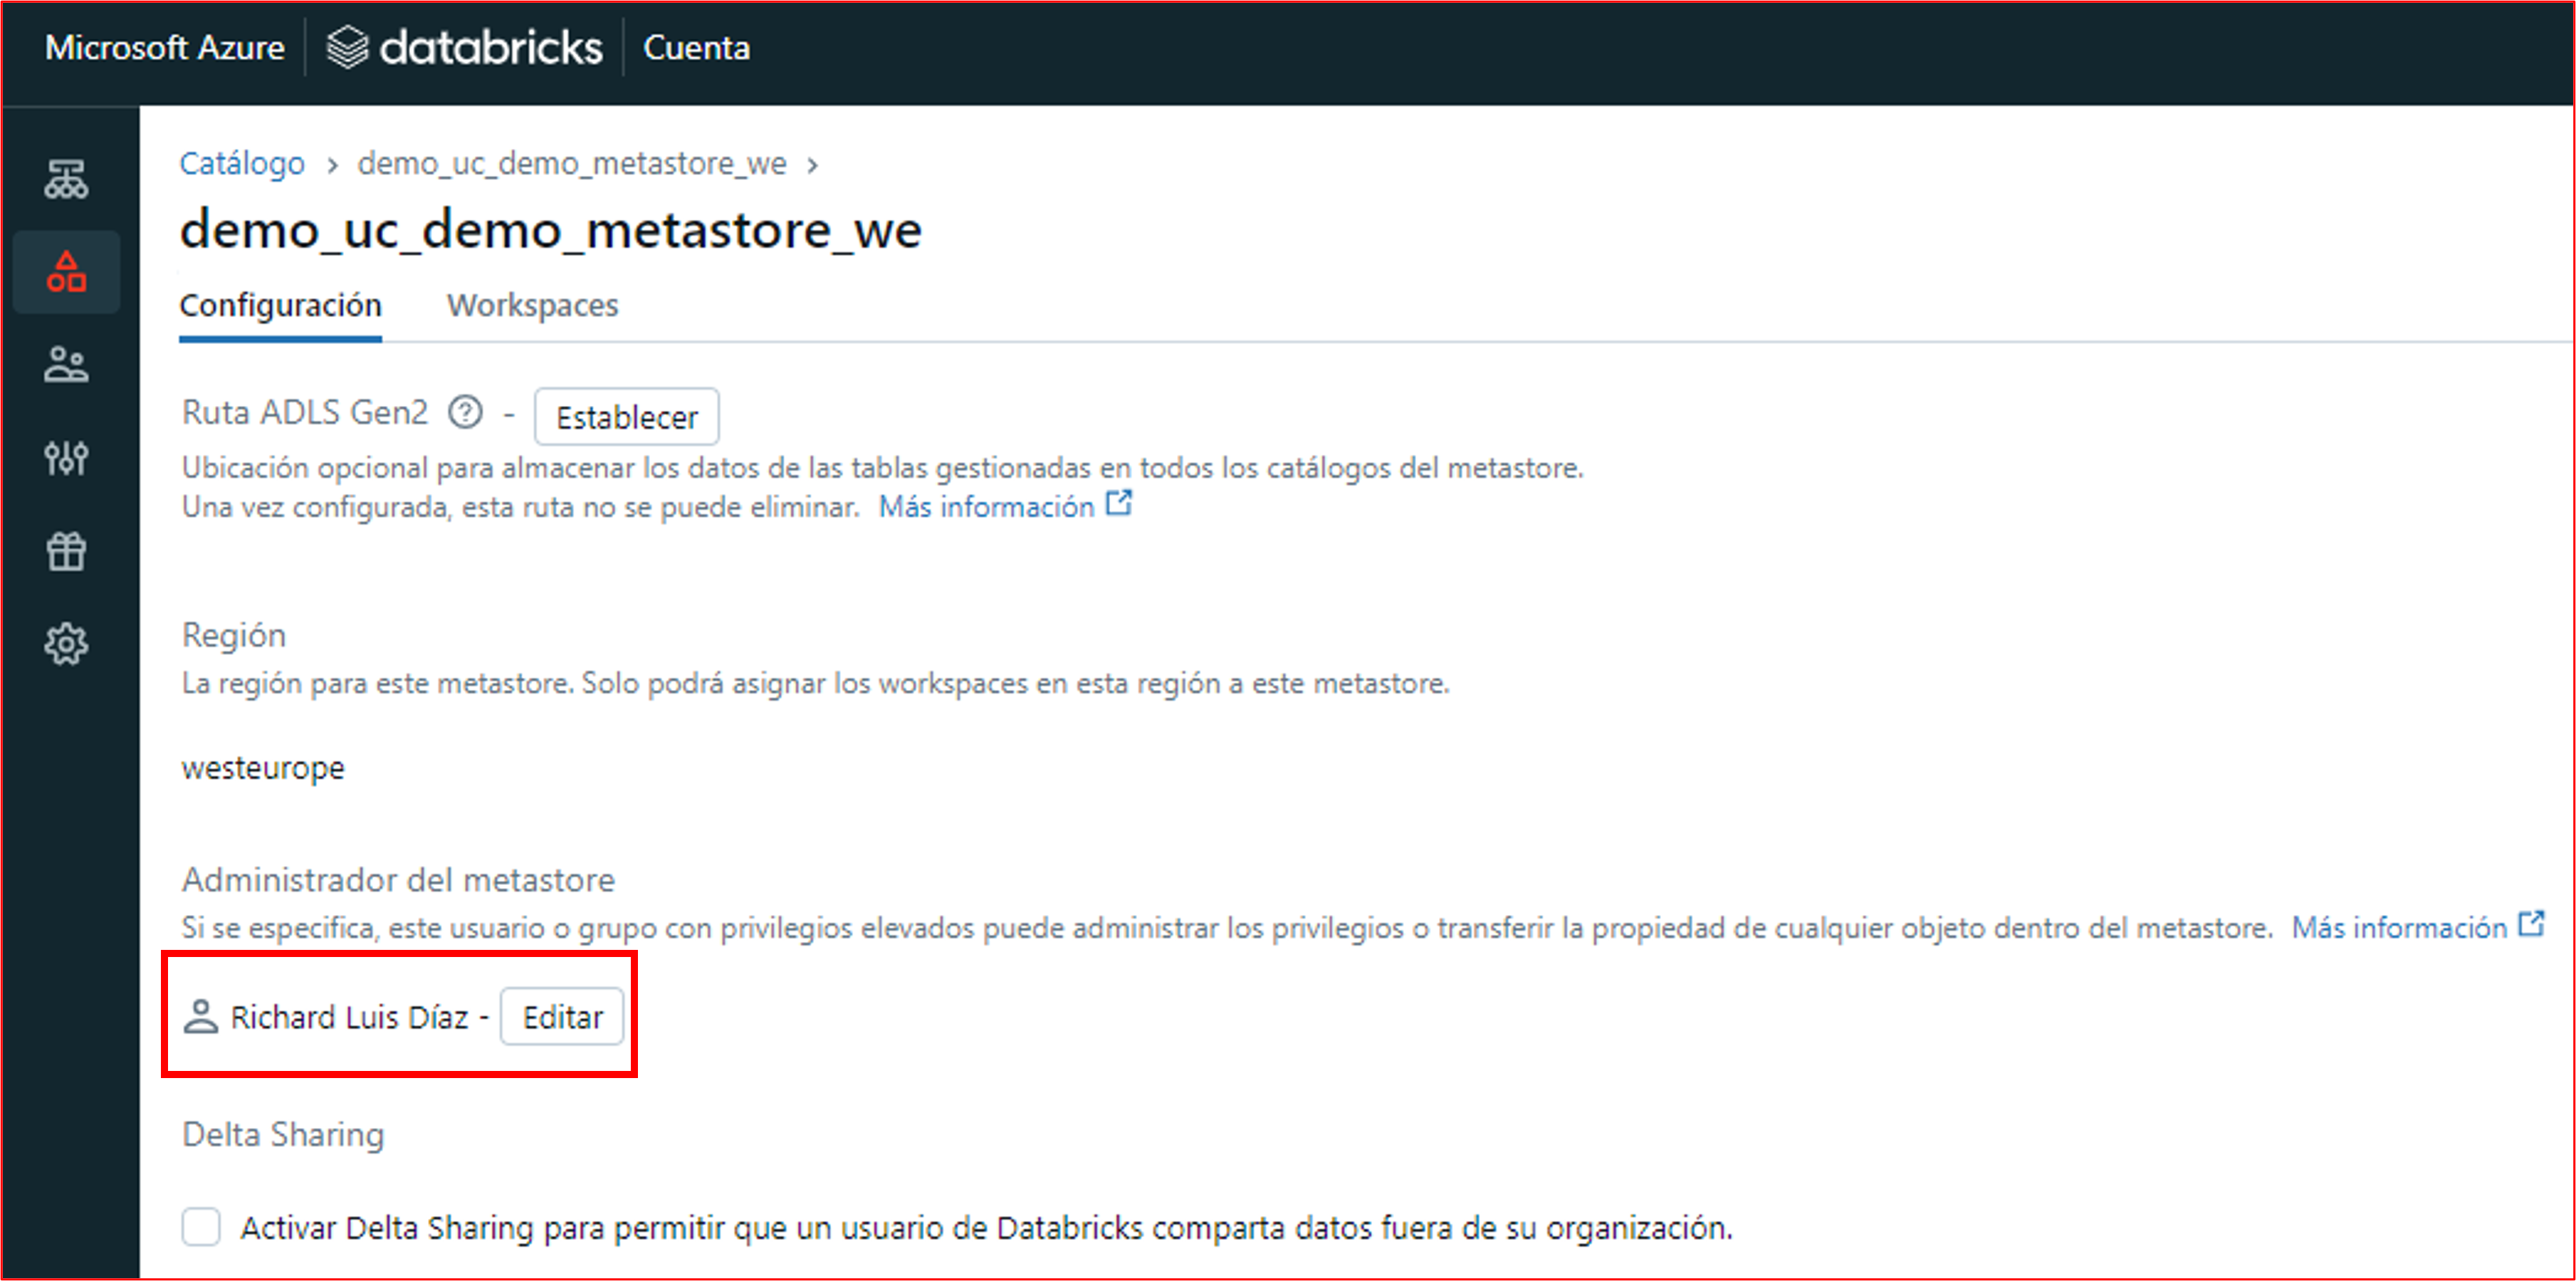 Microsoft Azure databricks Cuenta
Catálogo > demo_uc_demo_metastore_we >
demo_uc_demo_metastore_we
Configuración Workspaces
Ruta ADLS Gen2 ? - Establecer
Ubicación opcional para almacenar los datos de las tablas gestionadas en todos los catálogos del metastore.
Una vez configurada, esta ruta no se puede eliminar. Más información
Región
La región para este metastore. Solo podrá asignar los workspaces en esta región a este metastore.
westeurope
Administrador del metastore
Si se especifica, este usuario o grupo con privilegios elevados puede administrar los privilegios o transferir la propiedad de cualquier objeto dentro del metastore. Más información
Richard Luis Díaz - Editar
Delta Sharing
Activar Delta Sharing para permitir que un usuario de Databricks comparta datos fuera de su organización.